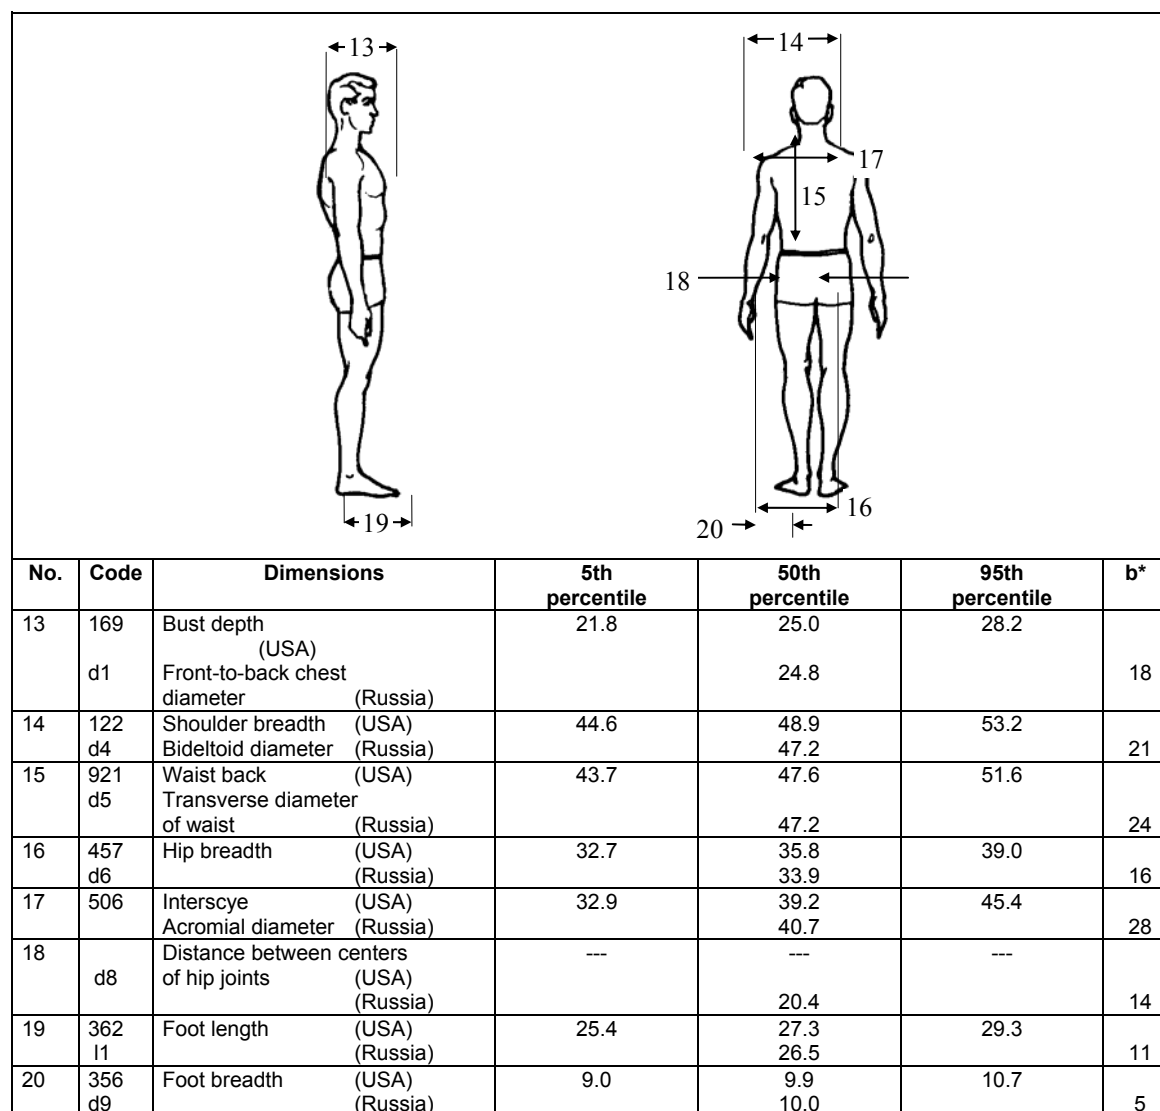 13
14
17
15
18
16
19
20
No. Code Dimensions 5th percentile 50th percentile 95th percentile b*
13 169 Bust depth 21.8 25.0 28.2
(USA)
d1 Front-to-back chest 24.8 18
diameter (Russia)
14 122 Shoulder breadth (USA) 44.6 48.9 53.2
d4 Bideltoid diameter (Russia) 47.2 21
15 921 Waist back (USA) 43.7 47.6 51.6
d5 Transverse diameter
of waist (Russia) 47.2 24
16 457 Hip breadth (USA) 32.7 35.8 39.0
d6 (Russia) 33.9 16
17 506 Interscye (USA) 32.9 39.2 45.4
Acromial diameter (Russia) 40.7 28
18 Distance between centers --- --- ---
d8 of hip joints (USA)
(Russia) 20.4 14
19 362 Foot length (USA) 25.4 27.3 29.3
l1 (Russia) 26.5 11
20 356 Foot breadth (USA) 9.0 9.9 10.7
d9 (Russia) 10.0 5